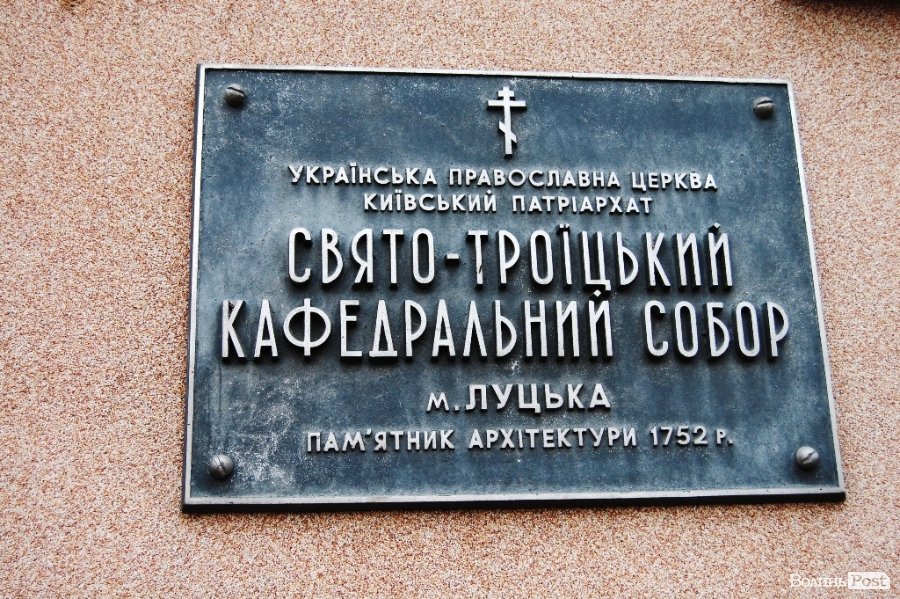 УКРАЇНСЬКА ПРАВОСЛАВНА ЦЕРКВА
КИЇВСЬКИЙ ПАТРІАРХАТ
СВЯТО-ТРОЇЦЬКИЙ
КАФЕДРАЛЬНИЙ СОБОР
м. ЛУЦЬКА
ПАМ'ЯТНИК АРХІТЕКТУРИ 1752 р.
ВолиньPost